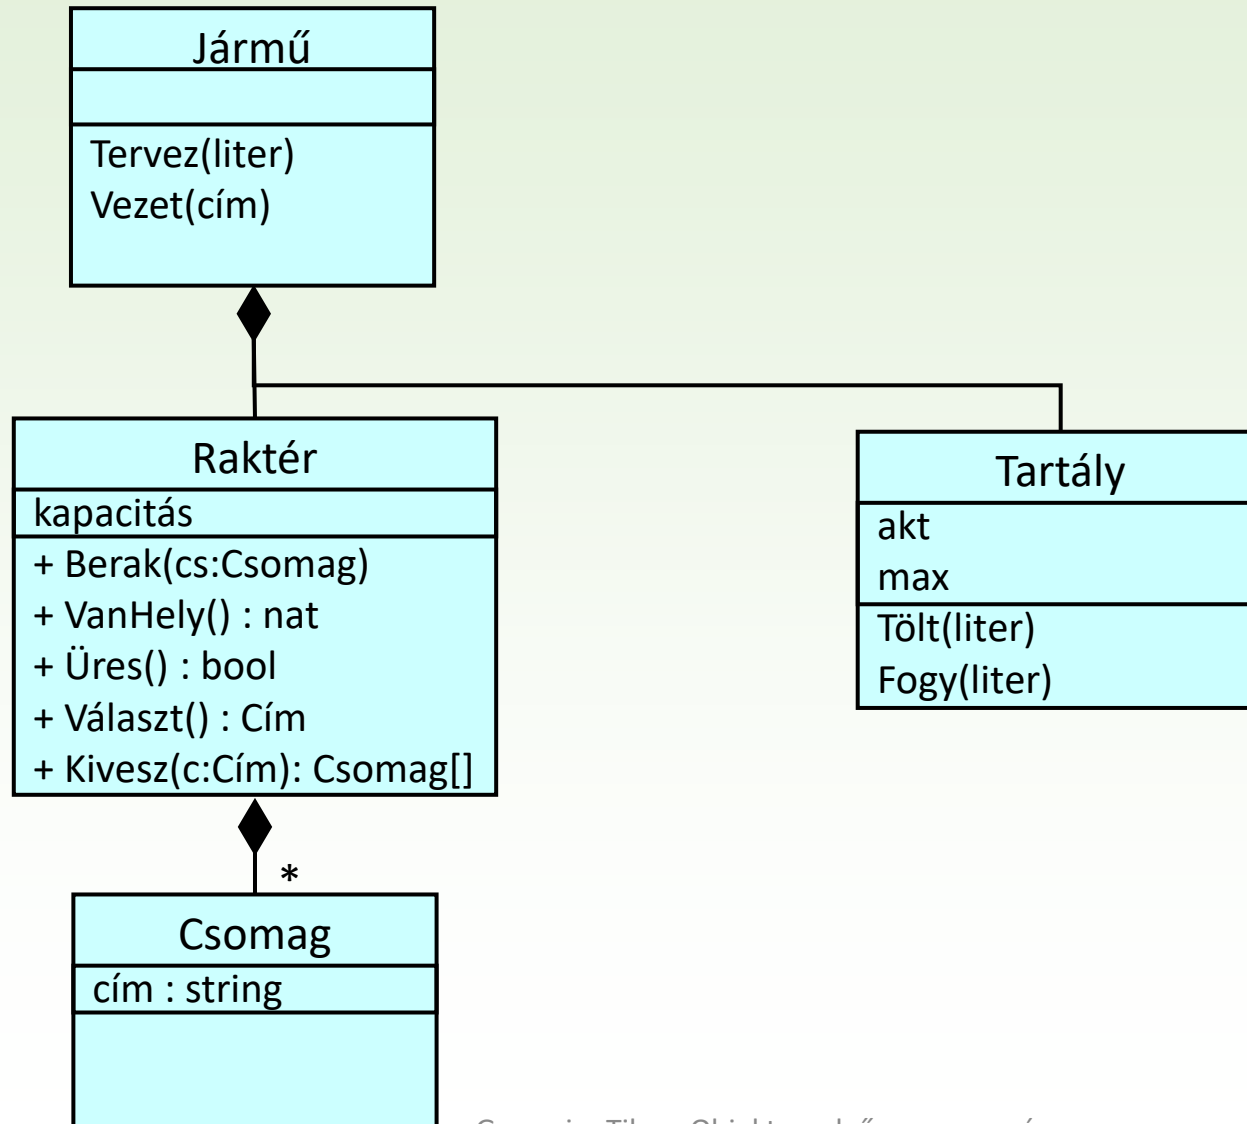 Jármű
Tervez(liter)
Vezet(cím)
Raktér
kapacitás
+ Berak(cs:Csomag)
+ VanHely() : nat
+ Üres() : bool
+ Választ() : Cím
+ Kivesz(c:Cím): Csomag[]
Tartály
akt
max
Tölt(liter)
Fogy(liter)
*
Csomag
cím : string